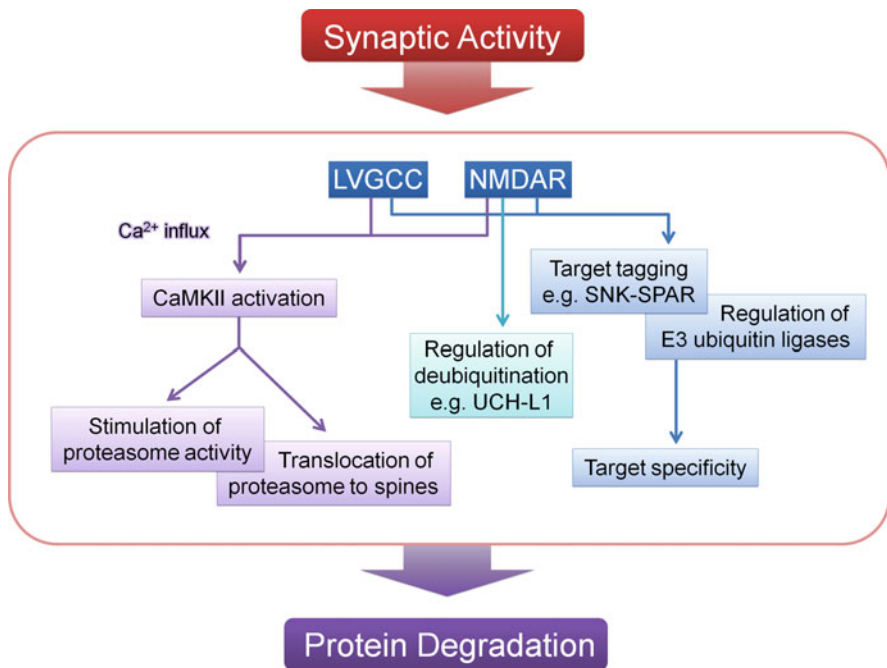 Synaptic Activity
LVGCC
NMDAR
Ca²⁺ influx
CaMKII activation
Target tagging
e.g. SNK-SPAR
Regulation of
E3 ubiquitin ligases
Regulation of
deubiquitination
e.g. UCH-L1
Stimulation of
proteasome activity
Translocation of
proteasome to spines
Target specificity
Protein Degradation